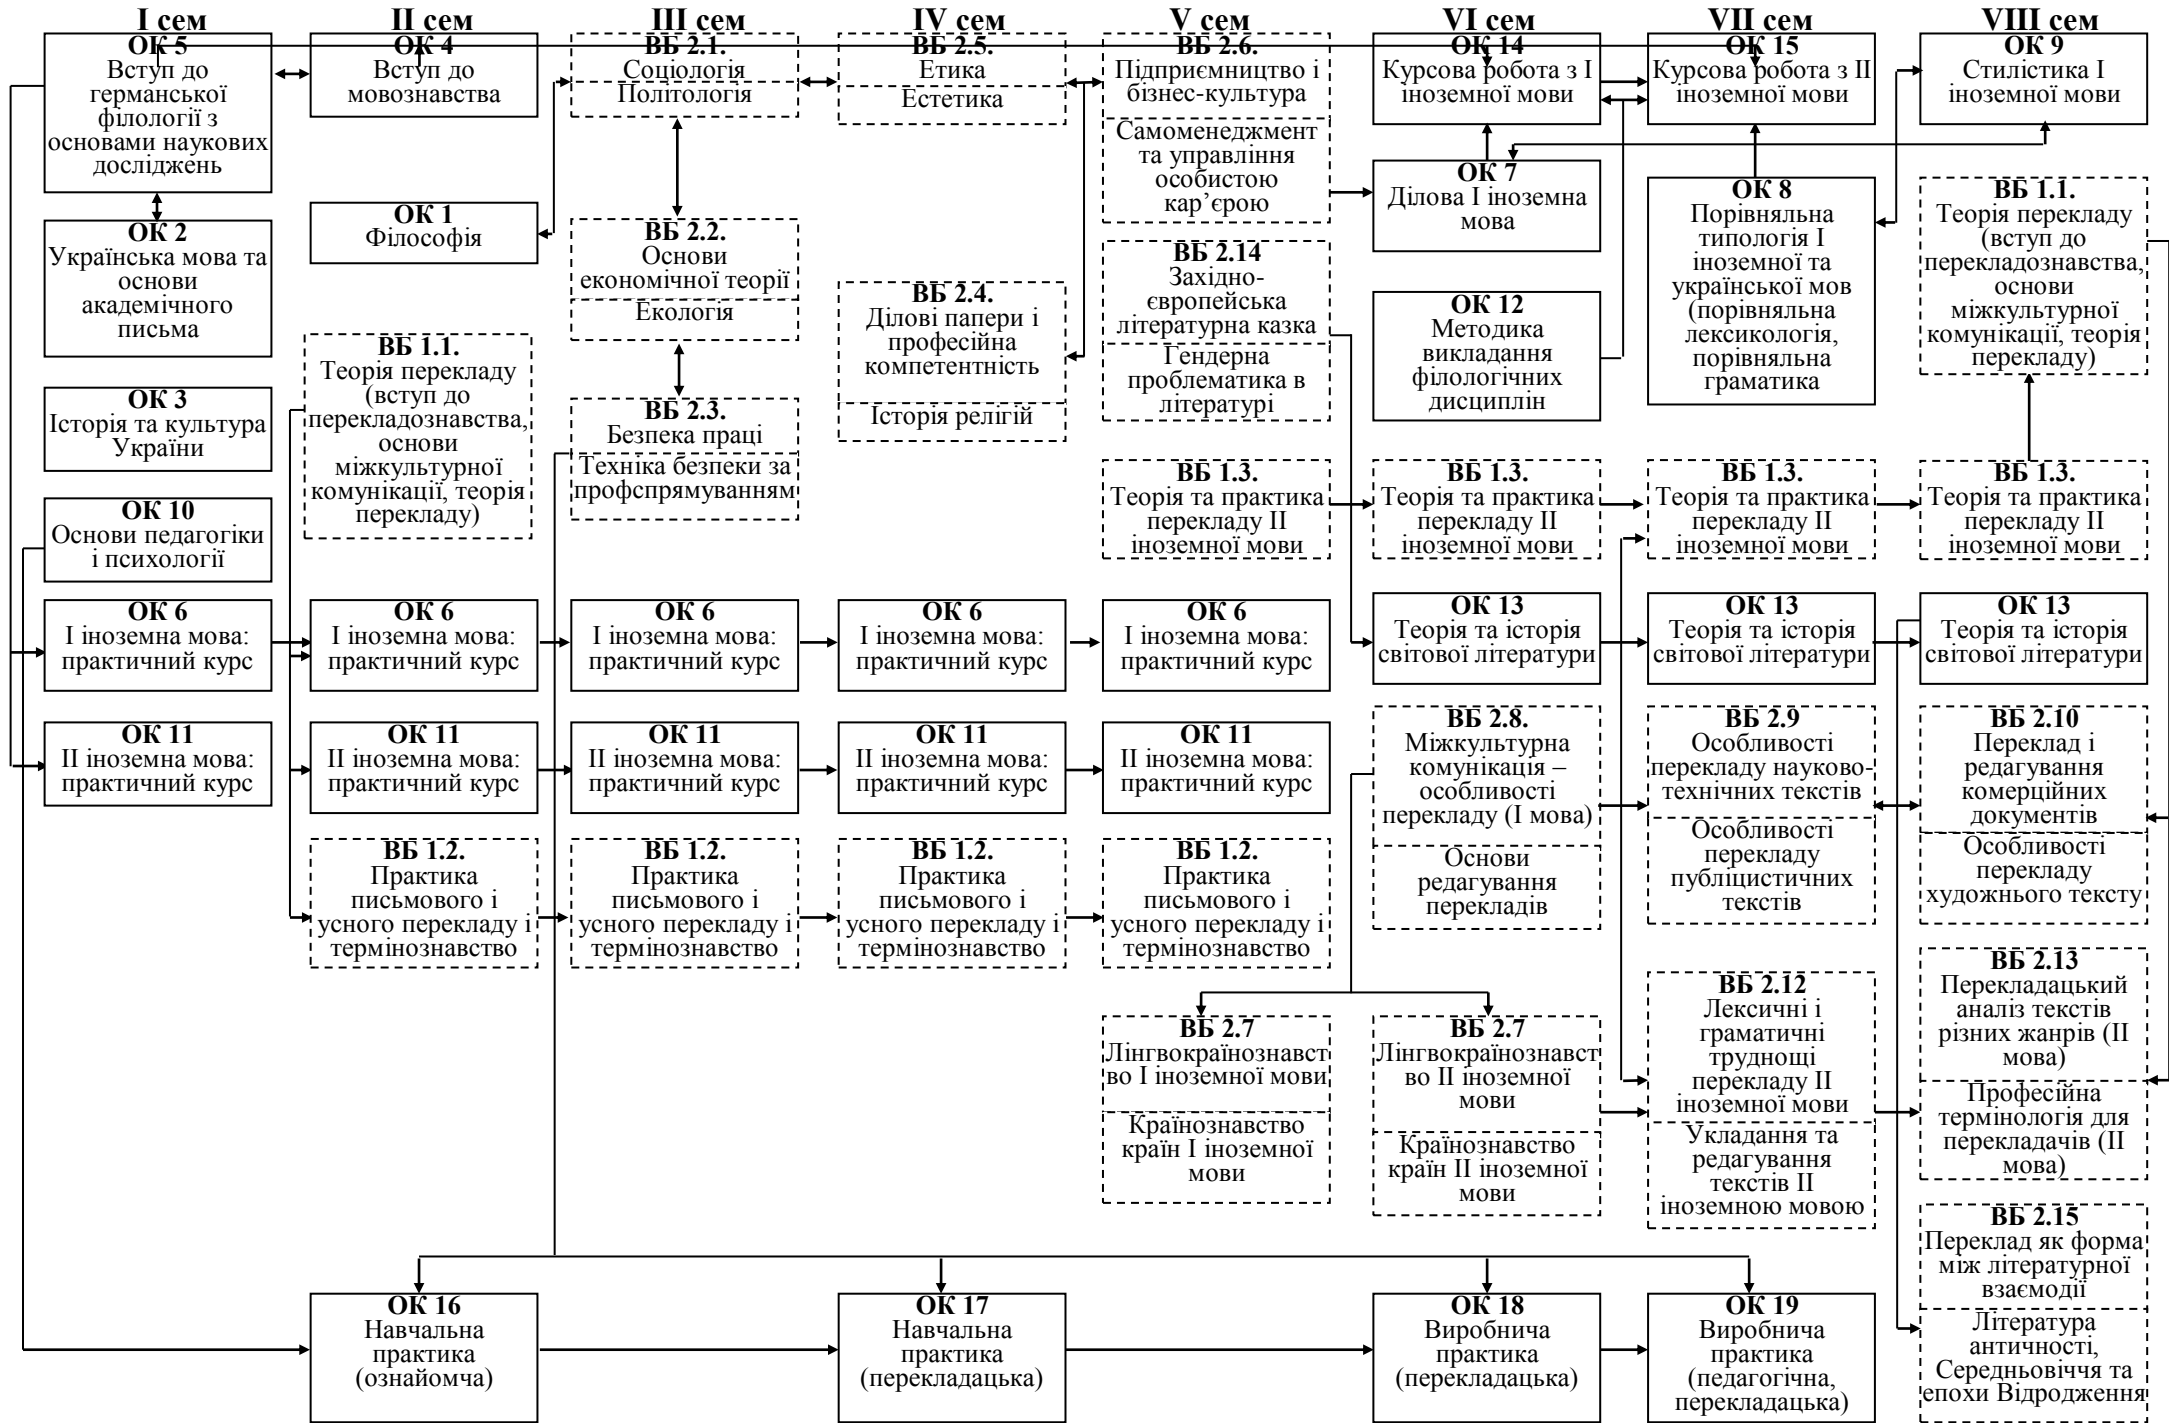 I сем
II сем
III сем
IV сем
V сем
VI сем
VII сем
VIII сем
ОК 5
Вступ до
германської
філології з
основами наукових
досліджень
ОК 2
Українська мова та
основи
академічного
письма
ОК 3
Історія та культура
України
ОК 10
Основи педагогіки
і психології
ОК 6
І іноземна мова:
практичний курс
ОК 11
ІІ іноземна мова:
практичний курс
ОК 4
Вступ до
мовознавства
ОК 1
Філософія
ВБ 1.1.
Теорія перекладу
(вступ до
перекладознавства,
основи
міжкультурної
комунікації, теорія
перекладу)
ОК 6
І іноземна мова:
практичний курс
ОК 11
ІІ іноземна мова:
практичний курс
ВБ 1.2.
Практика
письмового і
усного перекладу і
термінознавство
ОК 16
Навчальна
практика
(ознайомча)
ВБ 2.1.
Соціологія
Політологія
ВБ 2.2.
Основи
економічної теорії
Екологія
ВБ 2.3.
Безпека праці
Техніка безпеки за
профспрямуванням
ОК 6
І іноземна мова:
практичний курс
ОК 11
ІІ іноземна мова:
практичний курс
ВБ 1.2.
Практика
письмового і
усного перекладу і
термінознавство
ВБ 2.5.
Етика
Естетика
ВБ 2.4.
Ділові папери і
професійна
компетентність
Історія релігій
ОК 6
І іноземна мова:
практичний курс
ОК 11
ІІ іноземна мова:
практичний курс
ВБ 1.2.
Практика
письмового і
усного перекладу і
термінознавство
ОК 17
Навчальна
практика
(перекладацька)
ВБ 2.6.
Підприємництво і
бізнес-культура
Самоменеджмент
та управління
особистою
кар’єрою
ВБ 2.14
Західно-
європейська
літературна казка
Гендерна
проблематика в
літературі
ВБ 1.3.
Теорія та практика
перекладу ІІ
іноземної мови
ОК 6
І іноземна мова:
практичний курс
ОК 11
ІІ іноземна мова:
практичний курс
ВБ 1.2.
Практика
письмового і
усного перекладу і
термінознавство
ВБ 2.7
Лінгвокраїнознавст
во І іноземної мови
Країнознавство
країн І іноземної
мови
ОК 14
Курсова робота з І
іноземної мови
ОК 7
Ділова І іноземна
мова
ОК 12
Методика
викладання
філологічних
дисциплін
ВБ 1.3.
Теорія та практика
перекладу ІІ
іноземної мови
ОК 13
Теорія та історія
світової літератури
ВБ 2.8.
Міжкультурна
комунікація –
особливості
перекладу (І мова)
Основи
редагування
перекладів
ВБ 2.7
Лінгвокраїнознавст
во ІІ іноземної
мови
Країнознавство
країн ІІ іноземної
мови
ОК 18
Виробнича
практика
(перекладацька)
ОК 15
Курсова робота з ІІ
іноземної мови
ОК 8
Порівняльна
типологія І
іноземної та
української мов
(порівняльна
лексикологія,
порівняльна
граматика
ВБ 1.3.
Теорія та практика
перекладу ІІ
іноземної мови
ОК 13
Теорія та історія
світової літератури
ВБ 2.9
Особливості
перекладу науково-
технічних текстів
Особливості
перекладу
публіцистичних
текстів
ВБ 2.12
Лексичні і
граматичні
труднощі
перекладу ІІ
іноземної мови
Укладання та
редагування
текстів ІІ
іноземною мовою
ОК 19
Виробнича
практика
(педагогічна,
перекладацька)
ОК 9
Стилістика І
іноземної мови
ВБ 1.1.
Теорія перекладу
(вступ до
перекладознавства,
основи
міжкультурної
комунікації, теорія
перекладу)
ВБ 1.3.
Теорія та практика
перекладу ІІ
іноземної мови
ОК 13
Теорія та історія
світової літератури
ВБ 2.10
Переклад і
редагування
комерційних
документів
Особливості
перекладу
художнього тексту
ВБ 2.13
Перекладацький
аналіз текстів
різних жанрів (ІІ
мова)
Професійна
термінологія для
перекладачів (ІІ
мова)
ВБ 2.15
Переклад як форма
між літературної
взаємодії
Література
античності,
Середньовіччя та
епохи Відродження